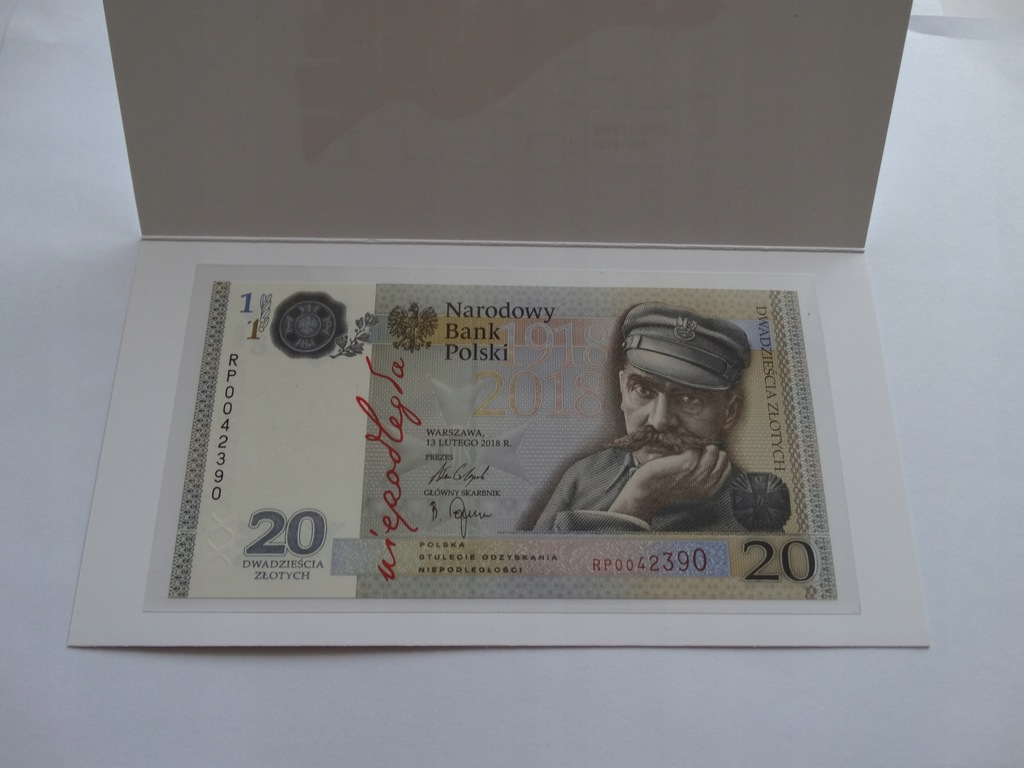 1
1
RP0042390
20
DWADZIEŚCIA
ZŁOTYCH
niepodległa
Narodowy
Bank
Polski
1918
2018
WARSZAWA,
13 LUTEGO 2018 R.
PREZES
GŁÓWNY SKARBNIK
POLSKA
STULECIE ODZYSKANIA
NIEPODLEGŁOŚCI
RP0042390
20
DWADZIEŚCIA ZŁOTYCH